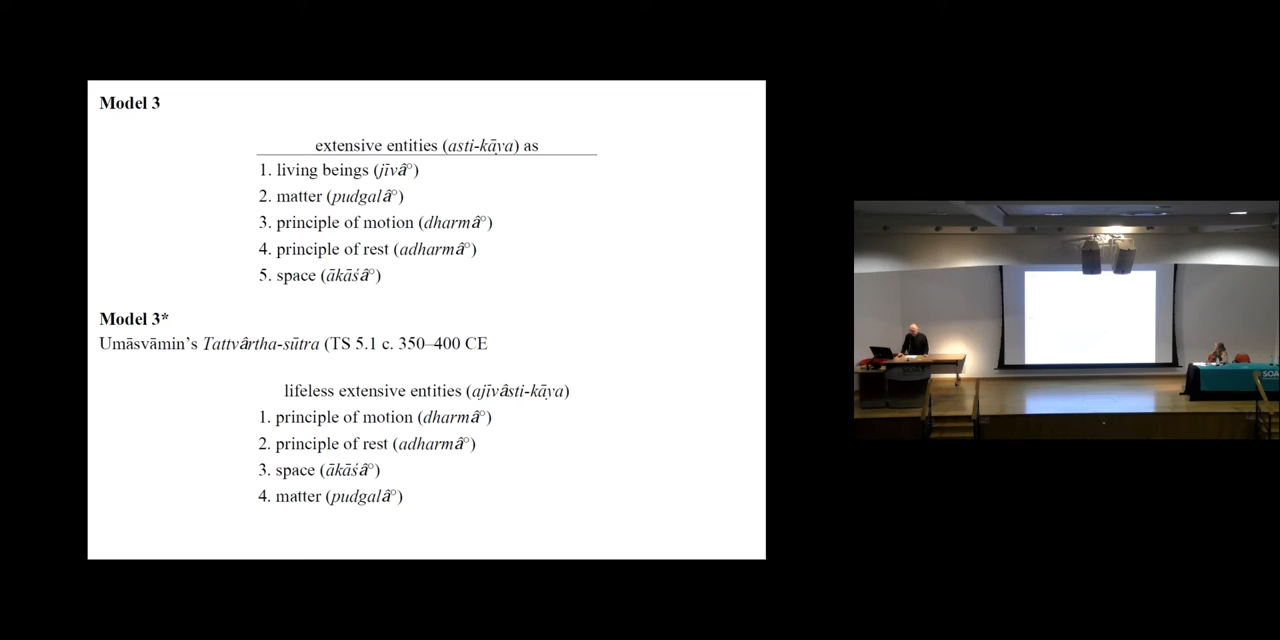 Model 3
extensive entities (asti-kāya) as
1. living beings (jīvâ°)
2. matter (pudgalâ°)
3. principle of motion (dharmâ°)
4. principle of rest (adharmâ°)
5. space (ākāśâ°)
Model 3*
Umāsvāmin's Tattvârtha-sūtra (TS 5.1 c. 350–400 CE
lifeless extensive entities (ajīvâsti-kāya)
1. principle of motion (dharmâ°)
2. principle of rest (adharmâ°)
3. space (ākāśâ°)
4. matter (pudgalâ°)
SOA